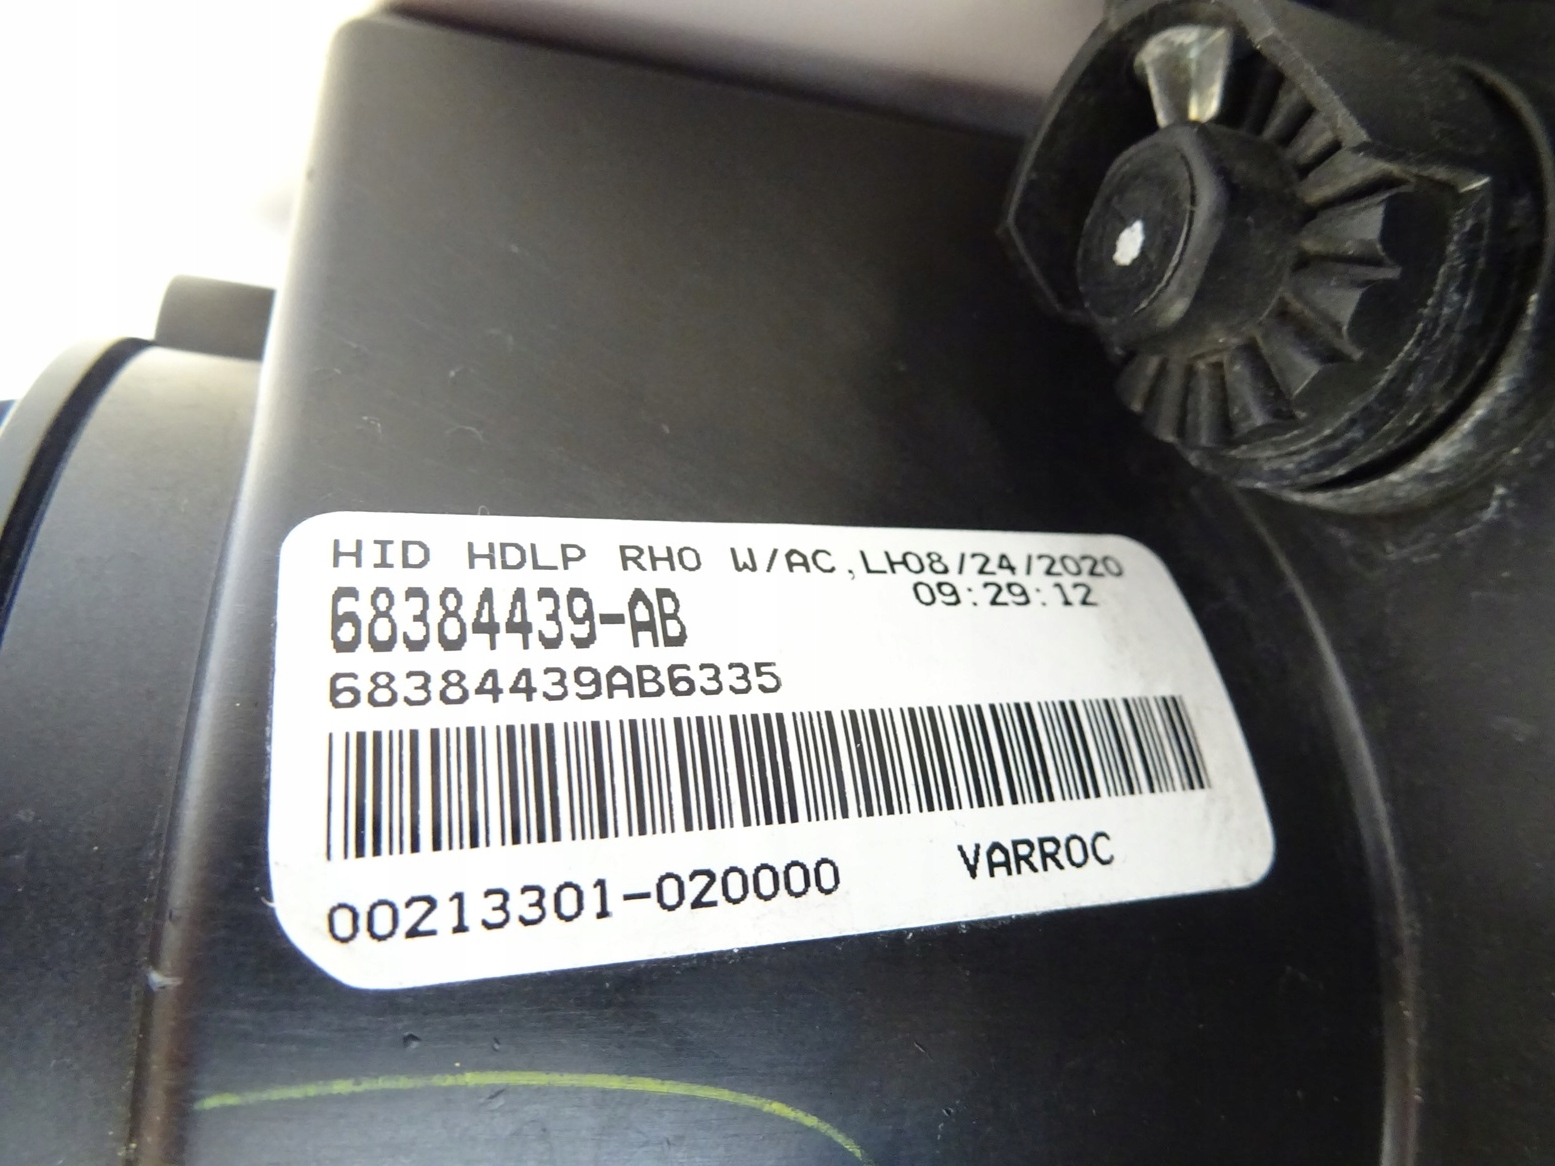 HID HDLP RHO W/AC,LH08/24/2020
09:29:12
68384439-AB
68384439AB6335
00213301-020000
VARROC